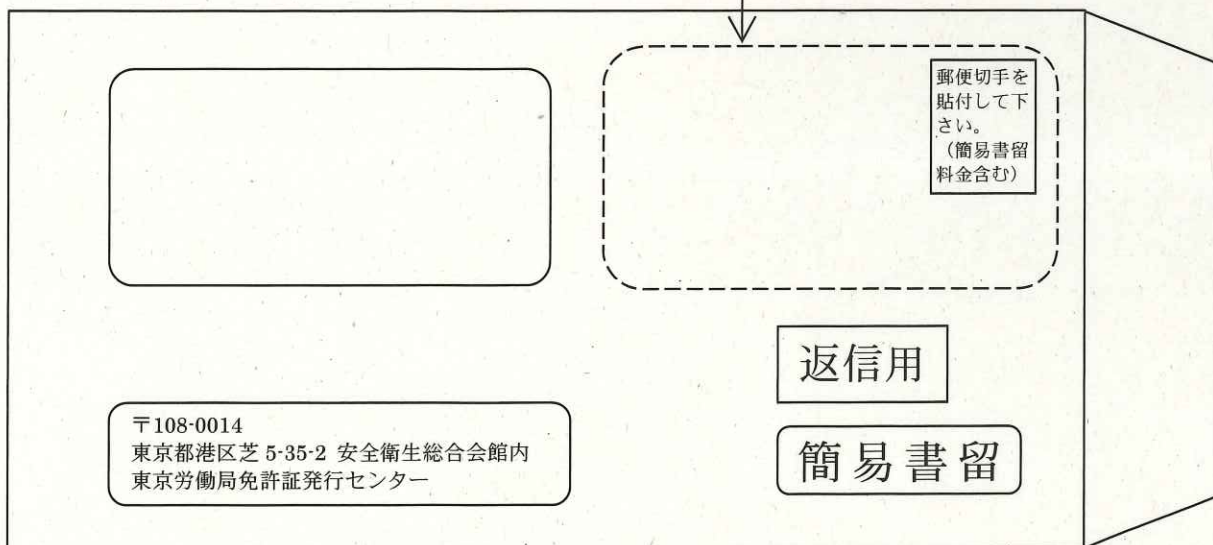 郵便切手を
貼付して下
さい。
（簡易書留
料金含む）
返信用
〒108-0014
東京都港区芝 5-35-2 安全衛生総合会館内
東京労働局免許証発行センター
簡易書留